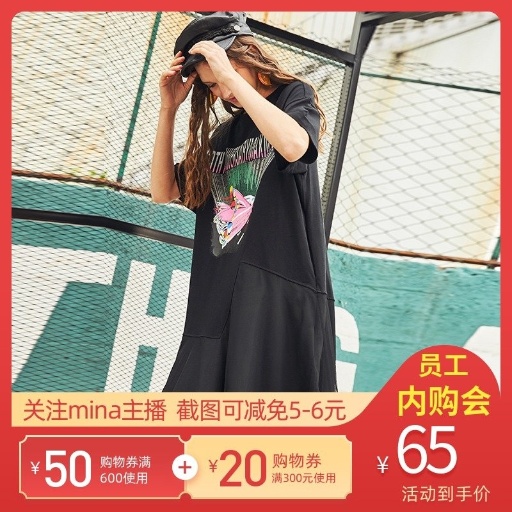 员工
内购会
关注mina主播 截图可减免5-6元
¥50 购物券满
600使用
+
¥20 购物券
满300元使用
¥65
活动到手价